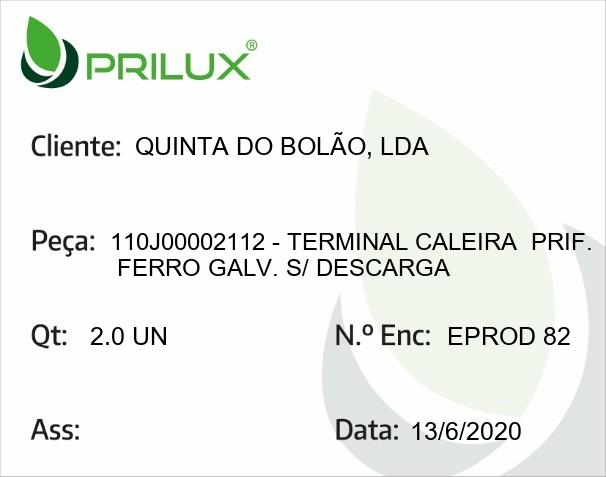 PRILUX®
Cliente: QUINTA DO BOLÃO, LDA
Peça: 110J00002112 - TERMINAL CALEIRA PRIF.
FERRO GALV. S/ DESCARGA
Qt: 2.0 UN N.º Enc: EPROD 82
Ass: Data: 13/6/2020